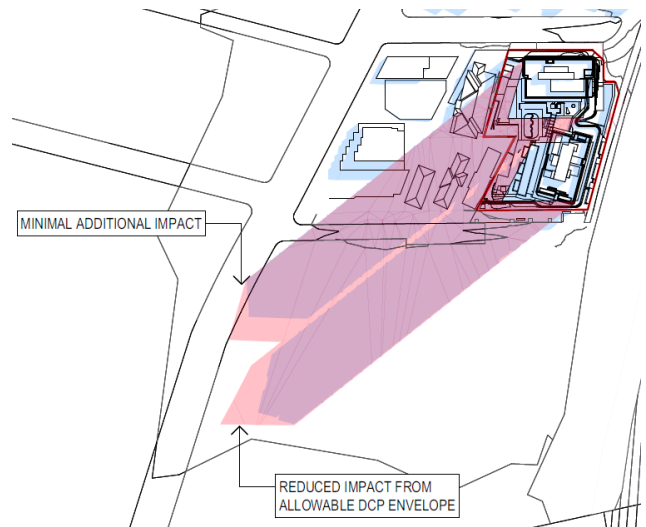 MINIMAL ADDITIONAL IMPACT
REDUCED IMPACT FROM
ALLOWABLE DCP ENVELOPE